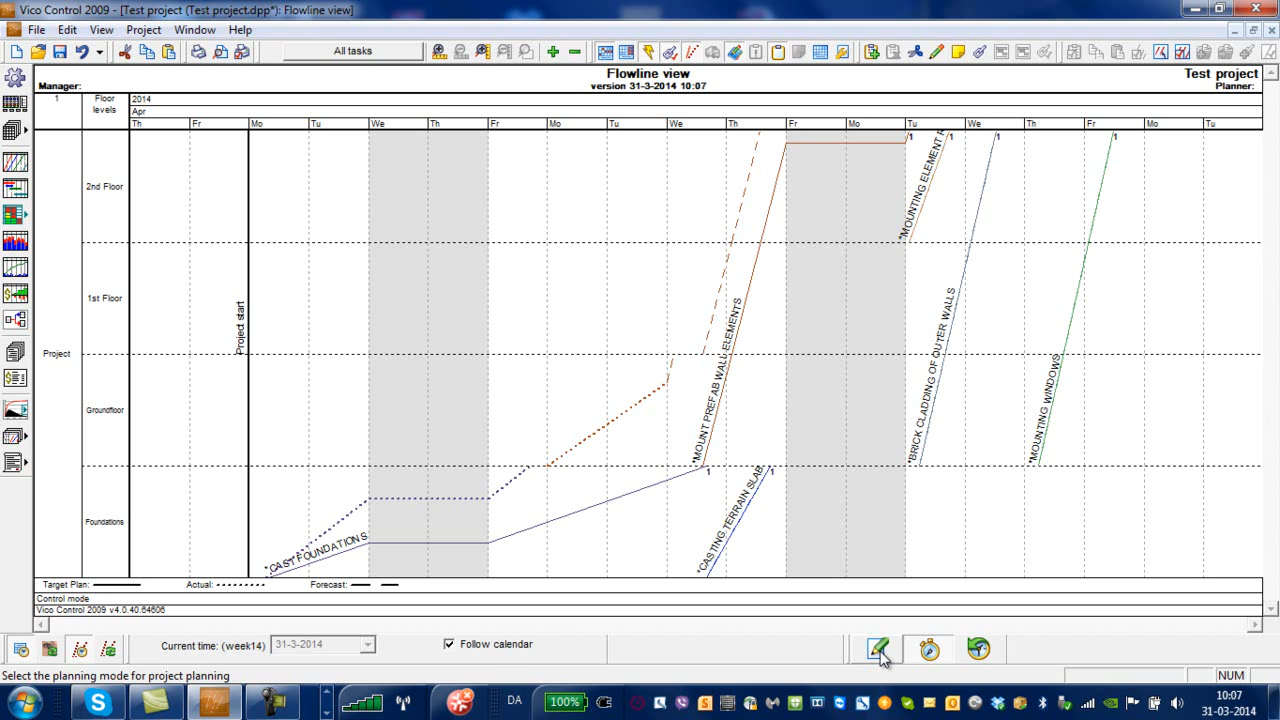 Vico Control 2009 - [Test project (Test project.dpp*): Flowline view]
File Edit View Project Window Help
All tasks
Flowline view
version 31-3-2014 10:07
Test project
Manager:
Planner:
1 Floor levels 2014
Apr
Th Fr Mo Tu We Th Fr Mo Tu We Th Fr Mo Tu We Th Fr Mo Tu
2nd Floor
1st Floor
Project
Groundfloor
Foundations
Project start
*CAST FOUNDATIONS
1
*MOUNT PREFAB WALL ELEMENTS
1
*CASTING TERRAIN SLAB
1
*MOUNTING ELEMENT
1
*BRICK CLADDING OF OUTER WALLS
1
*MOUNTING WINDOWS
1
Target Plan: Actual: Forecast:
Control mode
Vico Control 2009 v4.0.40.64606
Current time: (week14) 31-3-2014 Follow calendar
Select the planning mode for project planning
NUM
DA 100% 10:07
31-03-2014